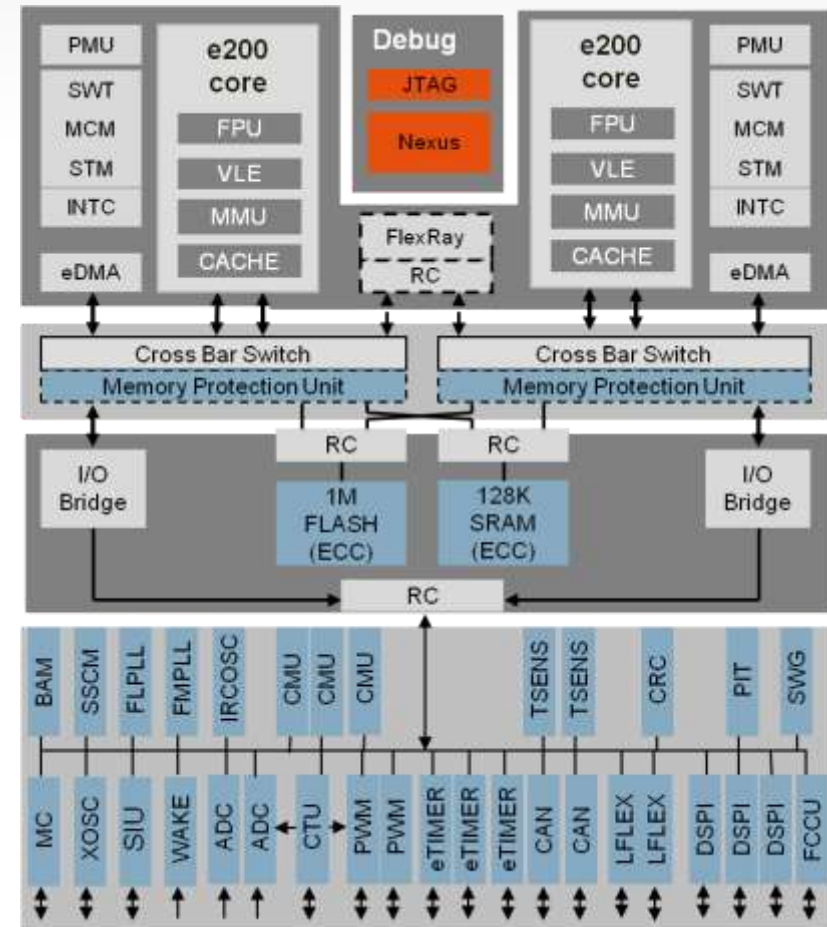 PMU
SWT
MCM
STM
INTC
eDMA
e200
core
FPU
VLE
MMU
CACHE
Debug
JTAG
Nexus
FlexRay
RC
e200
core
FPU
VLE
MMU
CACHE
PMU
SWT
MCM
STM
INTC
eDMA
Cross Bar Switch
Memory Protection Unit
Cross Bar Switch
Memory Protection Unit
I/O
Bridge
RC
1M
FLASH
(ECC)
RC
128K
SRAM
(ECC)
I/O
Bridge
RC
BAM
SSCM
FLPLL
FMPLL
IRCOSC
CMU
CMU
CMU
TSENS
TSENS
CRC
PIT
SWG
MC
XOSC
SIU
WAKE
ADC
ADC
CTU
PWM
PWM
eTIMER
eTIMER
eTIMER
CAN
CAN
LFLEX
LFLEX
DSPI
DSPI
DSPI
FCCU